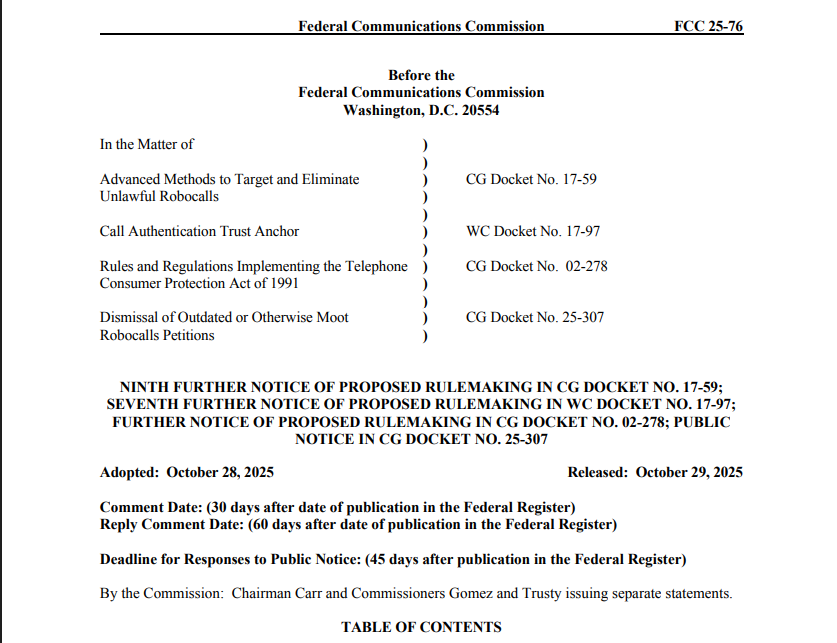 Federal Communications Commission FCC 25-76
Before the
Federal Communications Commission
Washington, D.C. 20554
In the Matter of )
)
Advanced Methods to Target and Eliminate ) CG Docket No. 17-59
Unlawful Robocalls )
)
Call Authentication Trust Anchor ) WC Docket No. 17-97
)
Rules and Regulations Implementing the Telephone ) CG Docket No. 02-278
Consumer Protection Act of 1991 )
)
Dismissal of Outdated or Otherwise Moot ) CG Docket No. 25-307
Robocalls Petitions )
NINTH FURTHER NOTICE OF PROPOSED RULEMAKING IN CG DOCKET NO. 17-59;
SEVENTH FURTHER NOTICE OF PROPOSED RULEMAKING IN WC DOCKET NO. 17-97;
FURTHER NOTICE OF PROPOSED RULEMAKING IN CG DOCKET NO. 02-278; PUBLIC
NOTICE IN CG DOCKET NO. 25-307
Adopted: October 28, 2025 Released: October 29, 2025
Comment Date: (30 days after date of publication in the Federal Register)
Reply Comment Date: (60 days after date of publication in the Federal Register)
Deadline for Responses to Public Notice: (45 days after publication in the Federal Register)
By the Commission: Chairman Carr and Commissioners Gomez and Trusty issuing separate statements.
TABLE OF CONTENTS